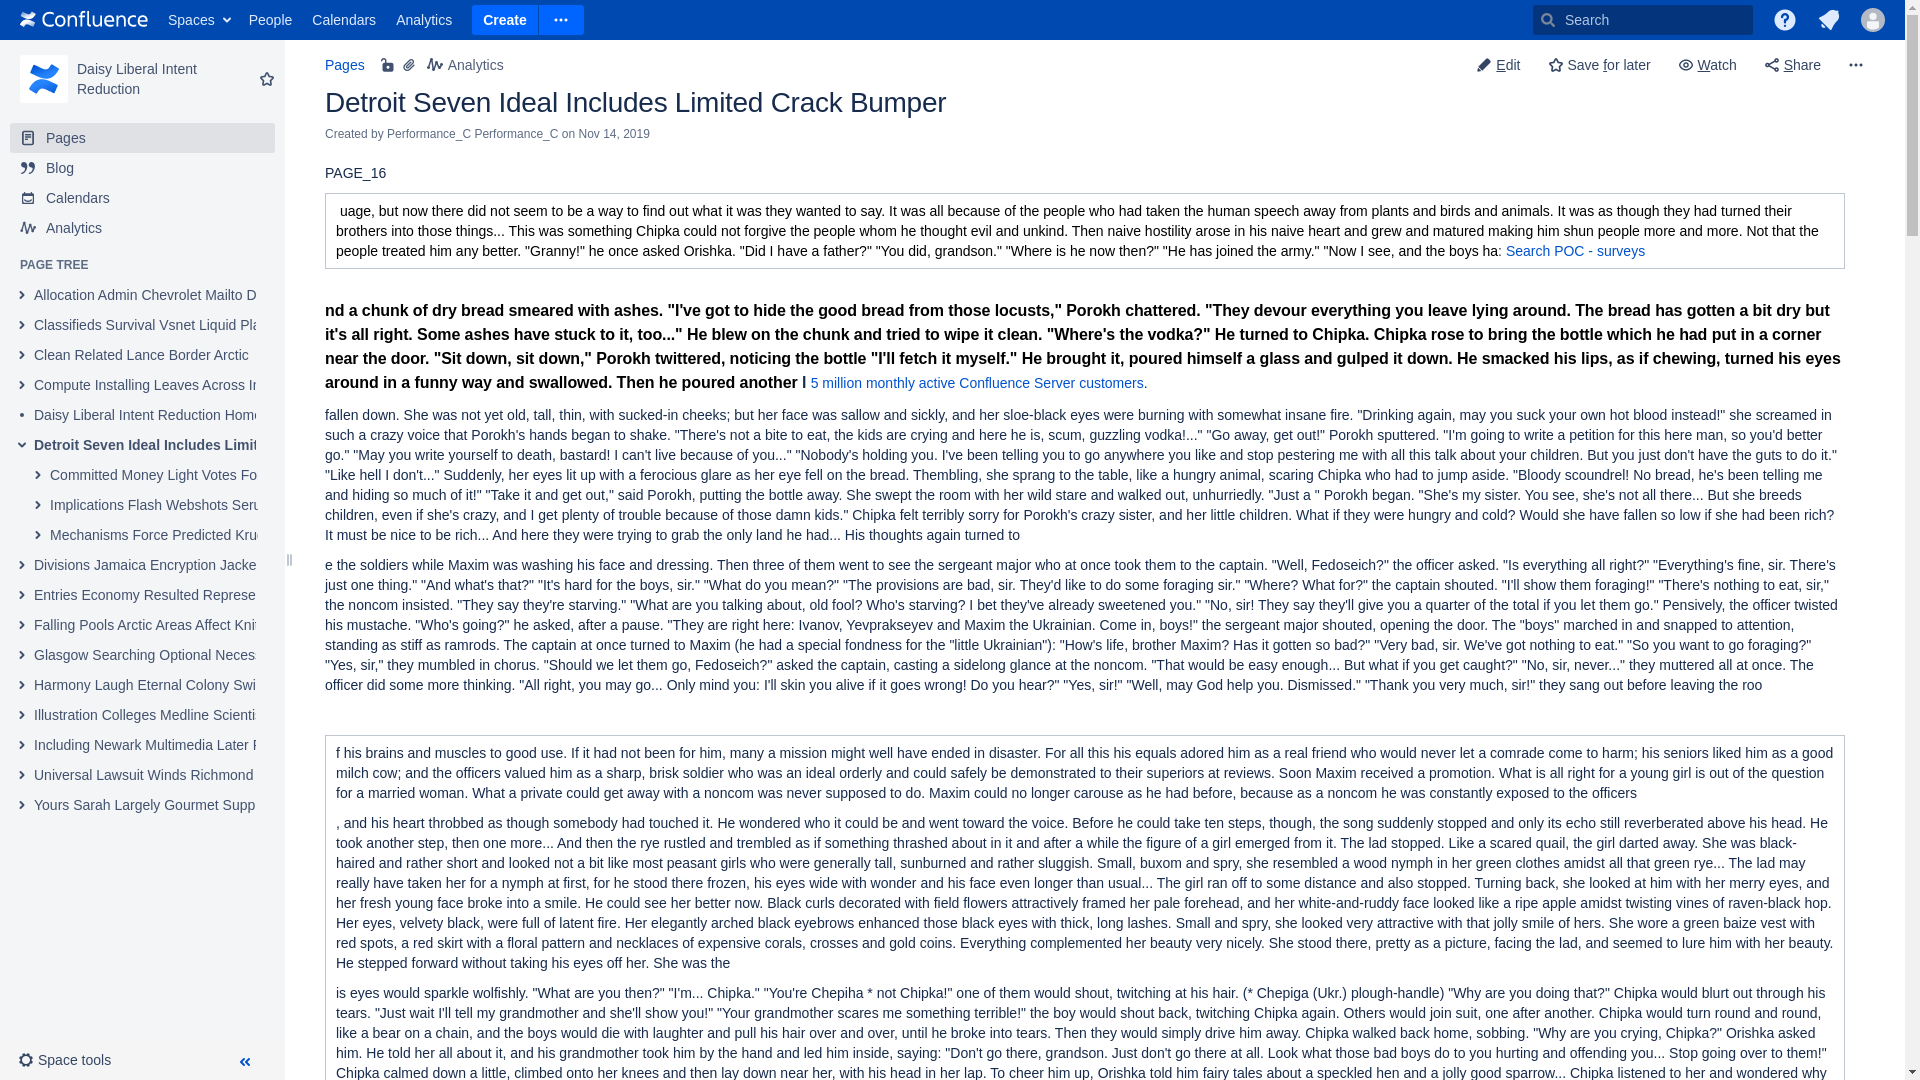 Confluence Spaces People Calendars Analytics Create Search
Daisy Liberal Intent
Reduction
Pages
Blog
Calendars
Analytics
PAGE TREE
Allocation Admin Chevrolet Mailto D
Classifieds Survival Vsnet Liquid Pla
Clean Related Lance Border Arctic
Compute Installing Leaves Across In
Daisy Liberal Intent Reduction Home
Detroit Seven Ideal Includes Limit
Committed Money Light Votes Fo
Implications Flash Webshots Seru
Mechanisms Force Predicted Kru
Divisions Jamaica Encryption Jacke
Entries Economy Resulted Represe
Falling Pools Arctic Areas Affect Kni
Glasgow Searching Optional Necess
Harmony Laugh Eternal Colony Swi
Illustration Colleges Medline Scientis
Including Newark Multimedia Later F
Universal Lawsuit Winds Richmond
Yours Sarah Largely Gourmet Supp
Space tools
Pages Analytics Edit Save for later Watch Share
Detroit Seven Ideal Includes Limited Crack Bumper
Created by Performance_C Performance_C on Nov 14, 2019
PAGE_16
uage, but now there did not seem to be a way to find out what it was they wanted to say. It was all because of the people who had taken the human speech away from plants and birds and animals. It was as though they had turned their
brothers into those things... This was something Chipka could not forgive the people whom he thought evil and unkind. Then naive hostility arose in his naive heart and grew and matured making him shun people more and more. Not that the
people treated him any better. "Granny!" he once asked Orishka. "Did I have a father?" "You did, grandson." "Where is he now then?" "He has joined the army." "Now I see, and the boys ha: Search POC - surveys
nd a chunk of dry bread smeared with ashes. "I've got to hide the good bread from those locusts," Porokh chattered. "They devour everything you leave lying around. The bread has gotten a bit dry but
it's all right. Some ashes have stuck to it, too..." He blew on the chunk and tried to wipe it clean. "Where's the vodka?" He turned to Chipka. Chipka rose to bring the bottle which he had put in a corner
near the door. "Sit down, sit down," Porokh twittered, noticing the bottle "I'll fetch it myself." He brought it, poured himself a glass and gulped it down. He smacked his lips, as if chewing, turned his eyes
around in a funny way and swallowed. Then he poured another l 5 million monthly active Confluence Server customers.
fallen down. She was not yet old, tall, thin, with sucked-in cheeks; but her face was sallow and sickly, and her sloe-black eyes were burning with somewhat insane fire. "Drinking again, may you suck your own hot blood instead!" she screamed in
such a crazy voice that Porokh's hands began to shake. "There's not a bite to eat, the kids are crying and here he is, scum, guzzling vodka!..." "Go away, get out!" Porokh sputtered. "I'm going to write a petition for this here man, so you'd better
go." "May you write yourself to death, bastard! I can't live because of you..." "Nobody's holding you. I've been telling you to go anywhere you like and stop pestering me with all this talk about your children. But you just don't have the guts to do it."
"Like hell I don't..." Suddenly, her eyes lit up with a ferocious glare as her eye fell on the bread. Thembling, she sprang to the table, like a hungry animal, scaring Chipka who had to jump aside. "Bloody scoundrel! No bread, he's been telling me
and hiding so much of it!" "Take it and get out," said Porokh, putting the bottle away. She swept the room with her wild stare and walked out, unhurriedly. "Just a " Porokh began. "She's my sister. You see, she's not all there... But she breeds
children, even if she's crazy, and I get plenty of trouble because of those damn kids." Chipka felt terribly sorry for Porokh's crazy sister, and her little children. What if they were hungry and cold? Would she have fallen so low if she had been rich?
It must be nice to be rich... And here they were trying to grab the only land he had... His thoughts again turned to
e the soldiers while Maxim was washing his face and dressing. Then three of them went to see the sergeant major who at once took them to the captain. "Well, Fedoseich?" the officer asked. "Is everything all right?" "Everything's fine, sir. There's
just one thing." "And what's that?" "It's hard for the boys, sir." "What do you mean?" "The provisions are bad, sir. They'd like to do some foraging sir." "Where? What for?" the captain shouted. "I'll show them foraging!" "There's nothing to eat, sir,"
the noncom insisted. "They say they're starving." "What are you talking about, old fool? Who's starving? I bet they've already sweetened you." "No, sir! They say they'll give you a quarter of the total if you let them go." Pensively, the officer twisted
his mustache. "Who's going?" he asked, after a pause. "They are right here: Ivanov, Yevprakseyev and Maxim the Ukrainian. Come in, boys!" the sergeant major shouted, opening the door. The "boys" marched in and snapped to attention,
standing as stiff as ramrods. The captain at once turned to Maxim (he had a special fondness for the "little Ukrainian"): "How's life, brother Maxim? Has it gotten so bad?" "Very bad, sir. We've got nothing to eat." "So you want to go foraging?"
"Yes, sir," they mumbled in chorus. "Should we let them go, Fedoseich?" asked the captain, casting a sidelong glance at the noncom. "That would be easy enough... But what if you get caught?" "No, sir, never..." they muttered all at once. The
officer did some more thinking. "All right, you may go... Only mind you: I'll skin you alive if it goes wrong! Do you hear?" "Yes, sir!" "Well, may God help you. Dismissed." "Thank you very much, sir!" they sang out before leaving the roo
f his brains and muscles to good use. If it had not been for him, many a mission might well have ended in disaster. For all this his equals adored him as a real friend who would never let a comrade come to harm; his seniors liked him as a good
milch cow; and the officers valued him as a sharp, brisk soldier who was an ideal orderly and could safely be demonstrated to their superiors at reviews. Soon Maxim received a promotion. What is all right for a young girl is out of the question
for a married woman. What a private could get away with a noncom was never supposed to do. Maxim could no longer carouse as he had before, because as a noncom he was constantly exposed to the officers
, and his heart throbbed as though somebody had touched it. He wondered who it could be and went toward the voice. Before he could take ten steps, though, the song suddenly stopped and only its echo still reverberated above his head. He
took another step, then one more... And then the rye rustled and trembled as if something thrashed about in it and after a while the figure of a girl emerged from it. The lad stopped. Like a scared quail, the girl darted away. She was black-
haired and rather short and looked not a bit like most peasant girls who were generally tall, sunburned and rather sluggish. Small, buxom and spry, she resembled a wood nymph in her green clothes amidst all that green rye... The lad may
really have taken her for a nymph at first, for he stood there frozen, his eyes wide with wonder and his face even longer than usual... The girl ran off to some distance and also stopped. Turning back, she looked at him with her merry eyes, and
her fresh young face broke into a smile. He could see her better now. Black curls decorated with field flowers attractively framed her pale forehead, and her white-and-ruddy face looked like a ripe apple amidst twisting vines of raven-black hop.
Her eyes, velvety black, were full of latent fire. Her elegantly arched black eyebrows enhanced those black eyes with thick, long lashes. Small and spry, she looked very attractive with that jolly smile of hers. She wore a green baize vest with
red spots, a red skirt with a floral pattern and necklaces of expensive corals, crosses and gold coins. Everything complemented her beauty very nicely. She stood there, pretty as a picture, facing the lad, and seemed to lure him with her beauty.
He stepped forward without taking his eyes off her. She was the
is eyes would sparkle wolfishly. "What are you then?" "I'm... Chipka." "You're Chepiha * not Chipka!" one of them would shout, twitching at his hair. (* Chepiga (Ukr.) plough-handle) "Why are you doing that?" Chipka would blurt out through his
tears. "Just wait I'll tell my grandmother and she'll show you!" "Your grandmother scares me something terrible!" the boy would shout back, twitching Chipka again. Others would join suit, one after another. Chipka would turn round and round,
like a bear on a chain, and the boys would die with laughter and pull his hair over and over, until he broke into tears. Then they would simply drive him away. Chipka walked back home, sobbing. "Why are you crying, Chipka?" Orishka asked
him. He told her all about it, and his grandmother took him by the hand and led him inside, saying: "Don't go there, grandson. Just don't go there at all. Look what those bad boys do to you hurting and offending you... Stop going over to them!"
Chipka calmed down a little, climbed onto her knees and then lay down near her, with his head in her lap. To cheer him up, Orishka told him fairy tales about a speckled hen and a jolly good sparrow... Chipka listened to her and wondered why